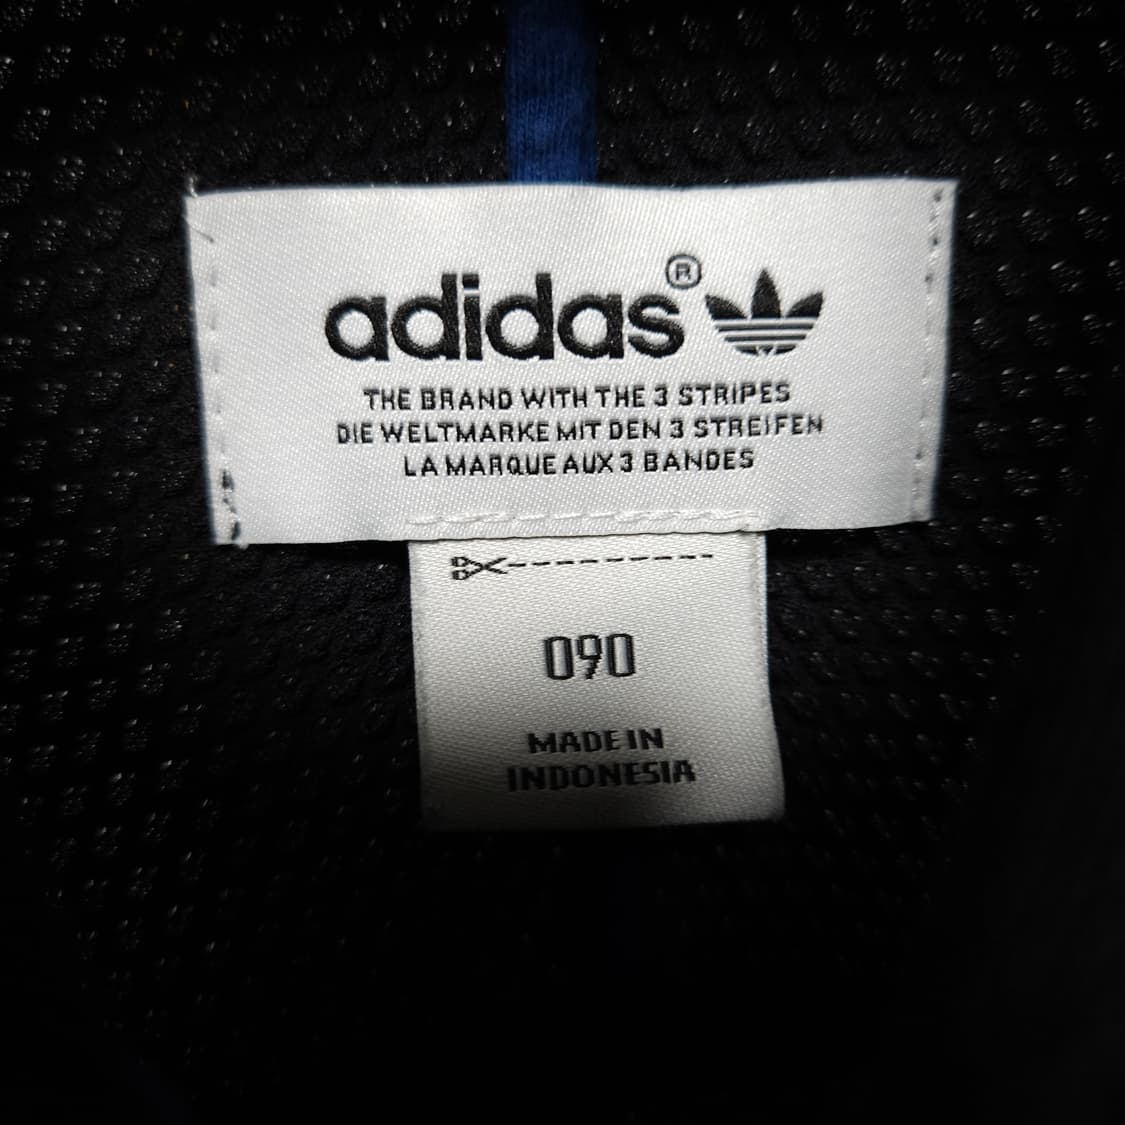 adidas®
THE BRAND WITH THE 3 STRIPES
DIE WELTMARKE MIT DEN 3 STREIFEN
LA MARQUE AUX 3 BANDES
090
MADE IN
INDONESIA